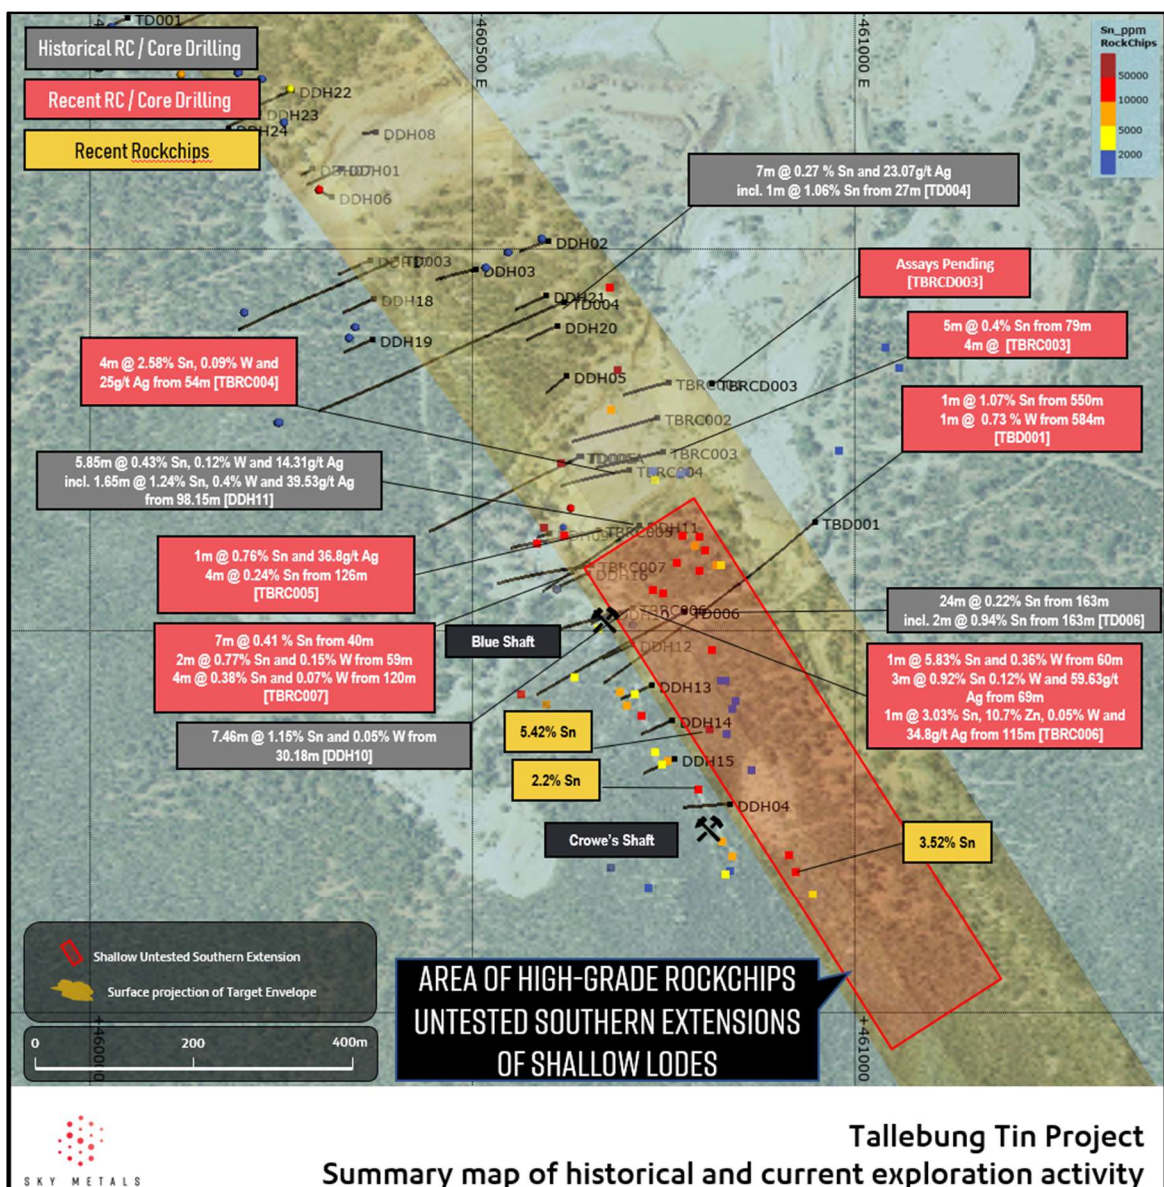 TD001
Historical RC / Core Drilling
Recent RC / Core Drilling
Recent Rockchips
460500 E
461000 E
Sn_ppm
RockChips
50000
10000
5000
2000
DDH22
DDH23
DDH24
DDH08
DDH01
DDH06
7m @ 0.27 % Sn and 23.07g/t Ag
incl. 1m @ 1.06% Sn from 27m [TD004]
DDH02
TD003
DDH03
Assays Pending
[TBRCD003]
DDH18
DDH21
TD004
DDH20
DDH19
5m @ 0.4% Sn from 79m
4m @ [TBRC003]
4m @ 2.58% Sn, 0.09% W and
25g/t Ag from 54m [TBRC004]
DDH05
TBRCD003
TBRC002
1m @ 1.07% Sn from 550m
1m @ 0.73 % W from 584m
[TBD001]
5.85m @ 0.43% Sn, 0.12% W and 14.31g/t Ag
incl. 1.65m @ 1.24% Sn, 0.4% W and 39.53g/t Ag
from 98.15m [DDH11]
TBRC003
TBRC004
TBD001
DDH11
TBRC005
DDH09
1m @ 0.76% Sn and 36.8g/t Ag
4m @ 0.24% Sn from 126m
[TBRC005]
TBRC007
DDH16
24m @ 0.22% Sn from 163m
incl. 2m @ 0.94% Sn from 163m [TD006]
TBRC006
DDH10
TD006
Blue Shaft
7m @ 0.41 % Sn from 40m
2m @ 0.77% Sn and 0.15% W from 59m
4m @ 0.38% Sn and 0.07% W from 120m
[TBRC007]
DDH12
1m @ 5.83% Sn and 0.36% W from 60m
3m @ 0.92% Sn 0.12% W and 59.63g/t
Ag from 69m
1m @ 3.03% Sn, 10.7% Zn, 0.05% W and
34.8g/t Ag from 115m [TBRC006]
DDH13
DDH14
7.46m @ 1.15% Sn and 0.05% W from
30.18m [DDH10]
5.42% Sn
DDH15
2.2% Sn
DDH04
Crowe's Shaft
3.52% Sn
Shallow Untested Southern Extension
Surface projection of Target Envelope
AREA OF HIGH-GRADE ROCKCHIPS
UNTESTED SOUTHERN EXTENSIONS
OF SHALLOW LODES
0 200 400m
+460000
+461000
SKY METALS
Tallebung Tin Project
Summary map of historical and current exploration activity